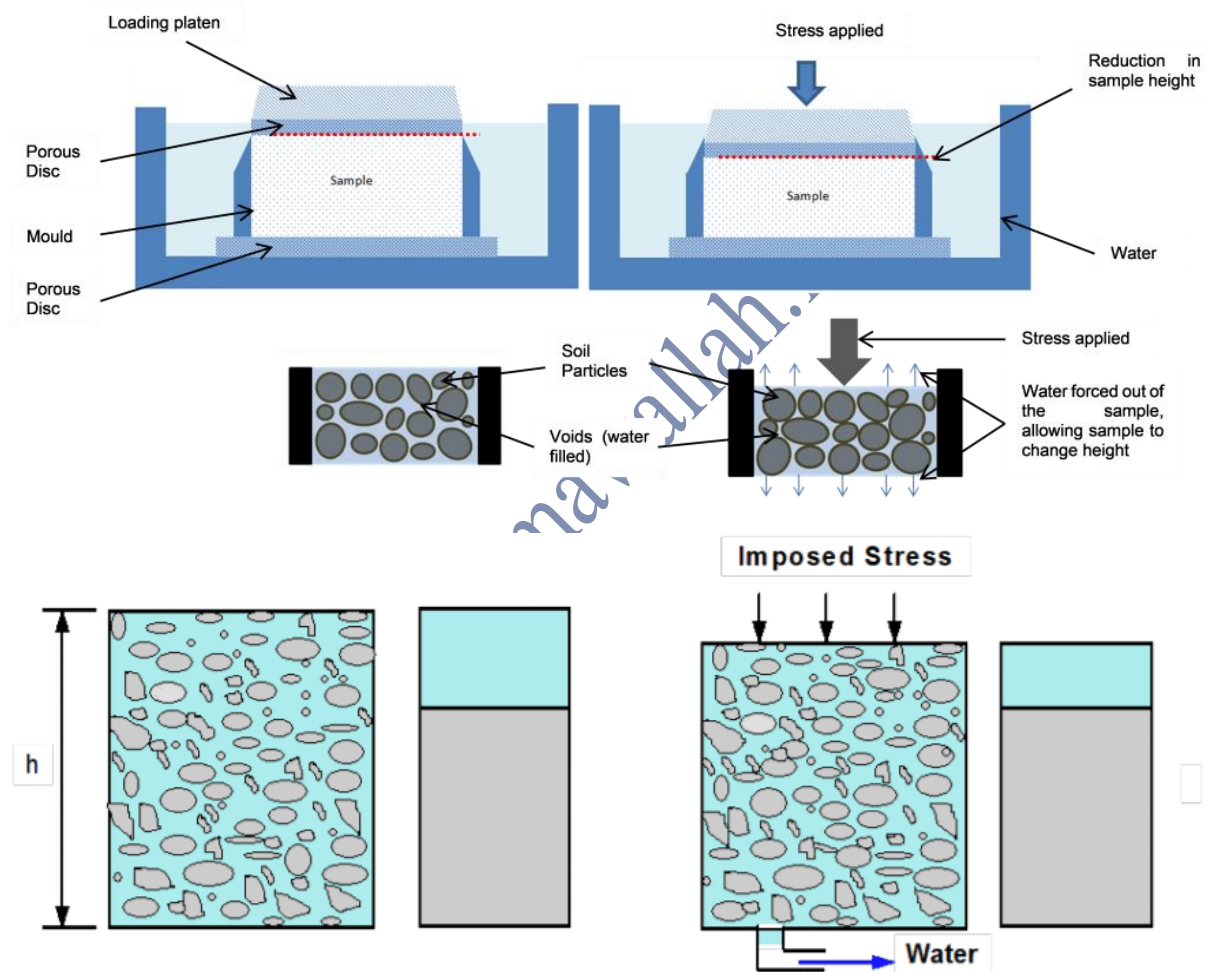 Loading platen
Stress applied
Reduction in
sample height
Porous
Disc
Sample
Sample
Mould
Water
Porous
Disc
Soil
Particles
Stress applied
Voids (water
filled)
Water forced out of
the sample,
allowing sample to
change height
Imposed Stress
h
Water